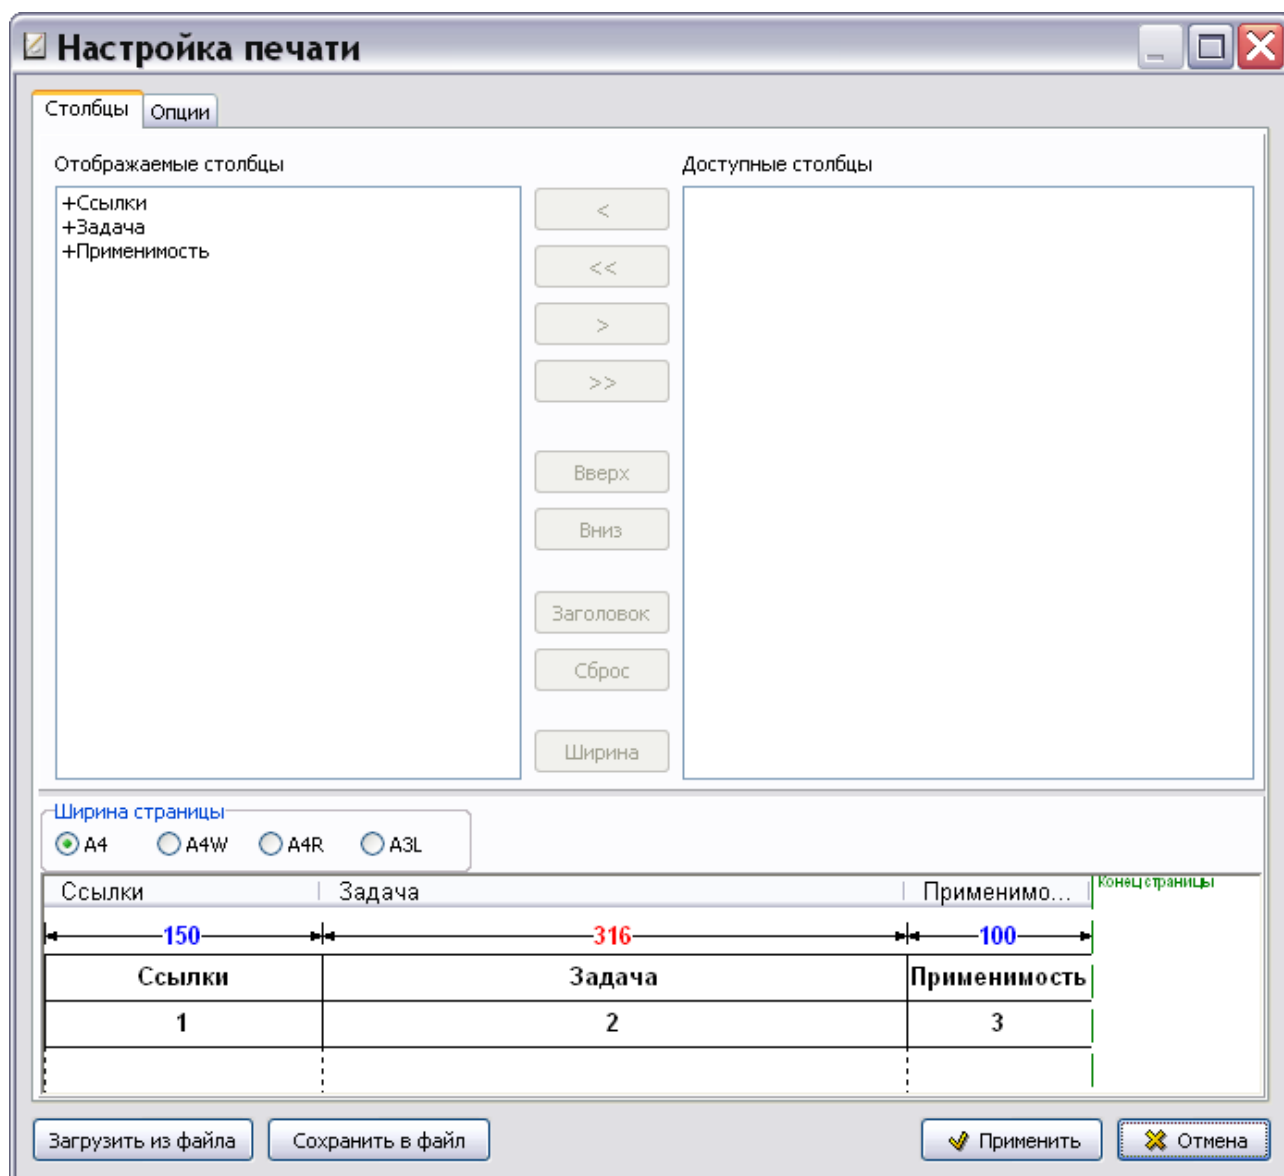 Настройка печати
Столбцы Опции
Отображаемые столбцы Доступные столбцы
+Ссылки
+Задача
+Применимость
<
<<
>
>>
Вверх
Вниз
Заголовок
Сброс
Ширина
Ширина страницы
A4 A4W A4R A3L
Ссылки Задача Применимо... Конец страницы
150 316 100
Ссылки Задача Применимость
1 2 3
Загрузить из файла Сохранить в файл Применить Отмена